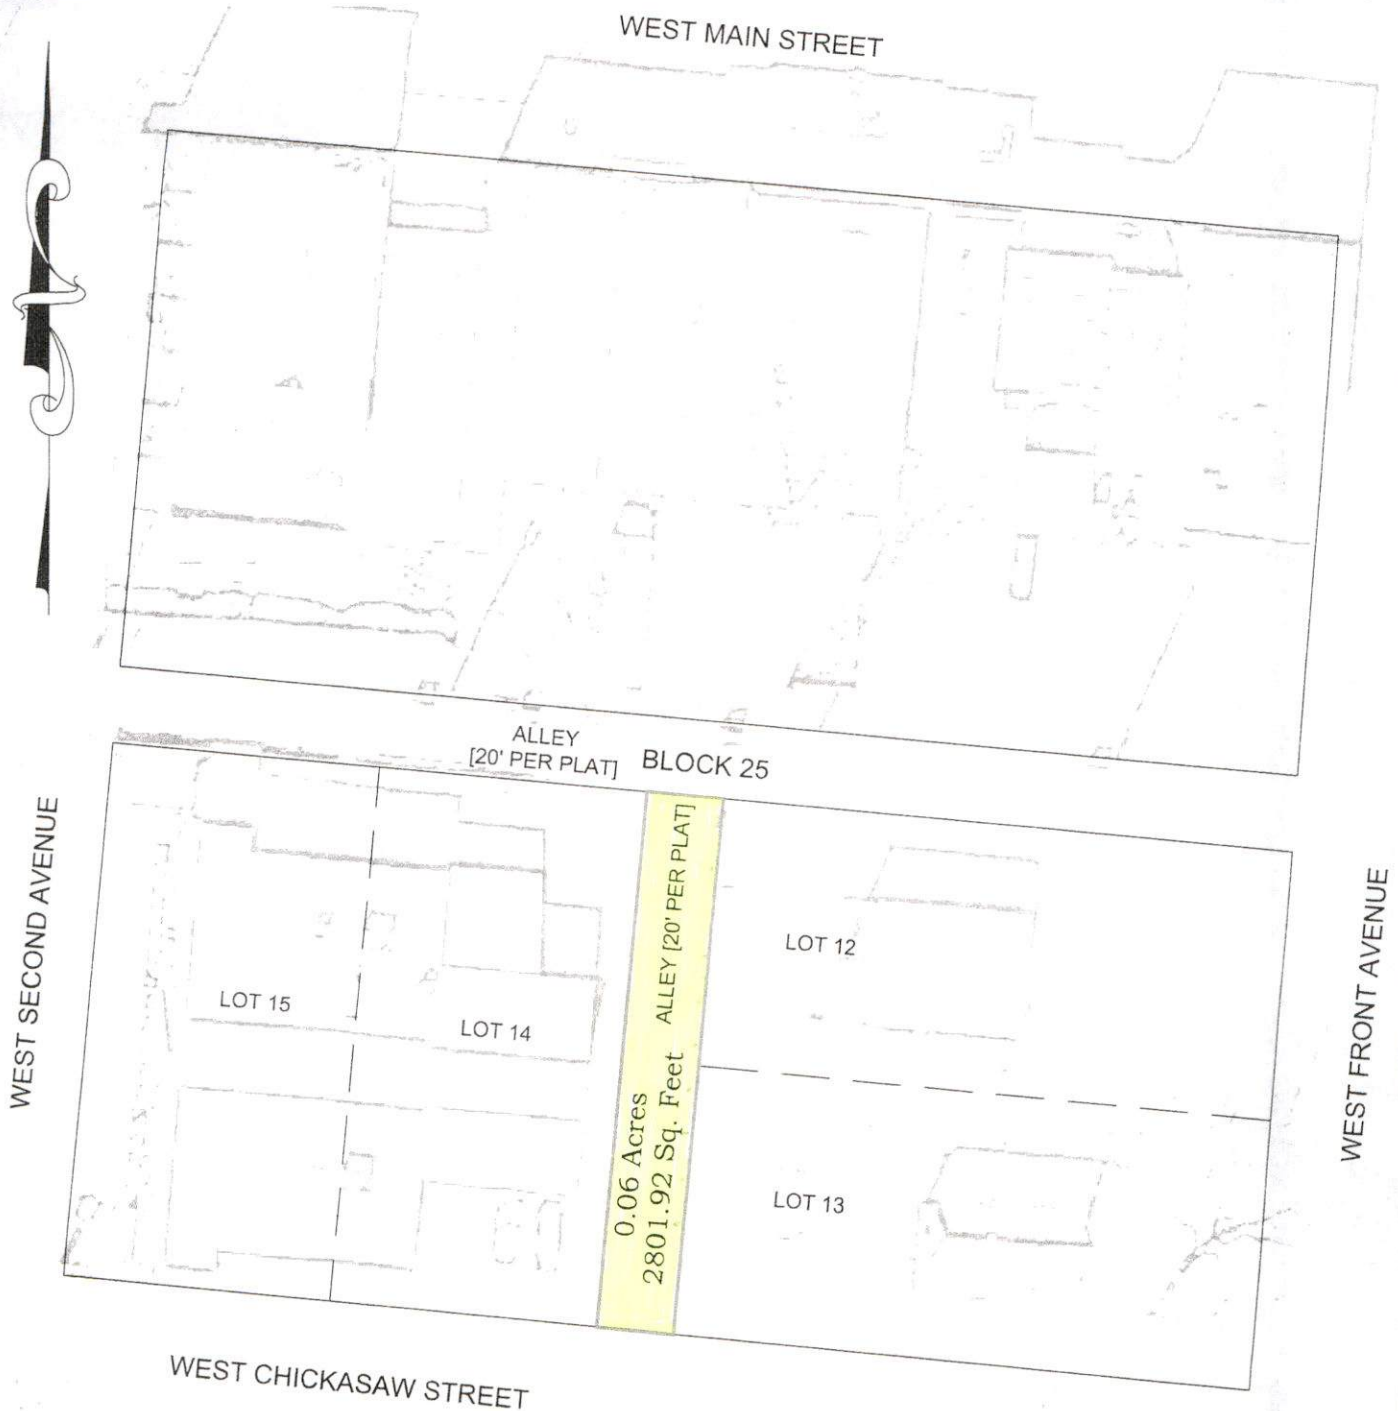 WEST MAIN STREET
ALLEY
[20' PER PLAT]
BLOCK 25
WEST SECOND AVENUE
LOT 15
LOT 14
0.06 Acres
2801.92 Sq. Feet
ALLEY [20' PER PLAT]
LOT 12
LOT 13
WEST FRONT AVENUE
WEST CHICKASAW STREET